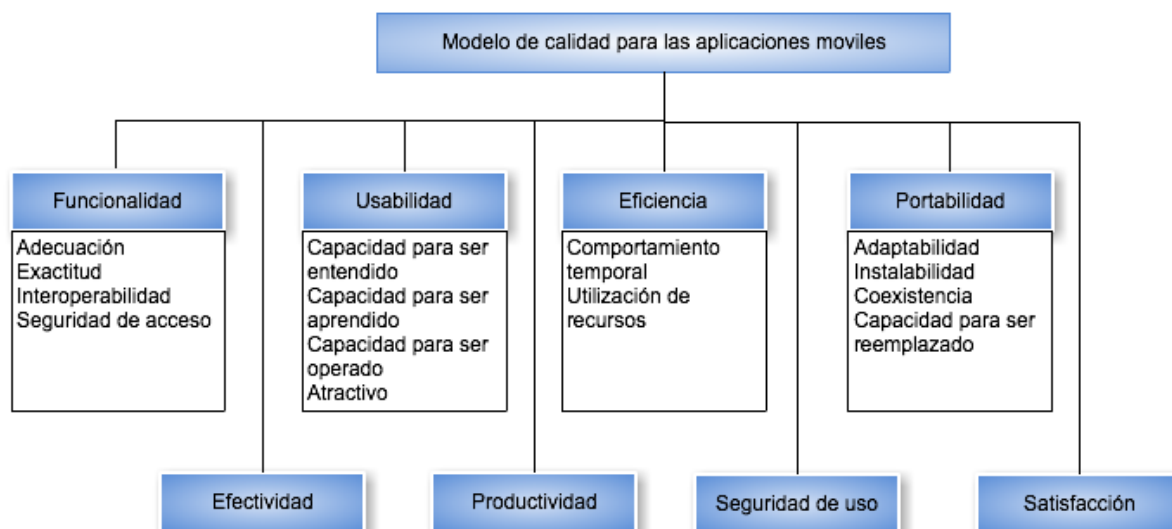 Modelo de calidad para las aplicaciones moviles
Funcionalidad
Adecuación
Exactitud
Interoperabilidad
Seguridad de acceso
Usabilidad
Capacidad para ser
entendido
Capacidad para ser
aprendido
Capacidad para ser
operado
Atractivo
Eficiencia
Comportamiento
temporal
Utilización de
recursos
Portabilidad
Adaptabilidad
Instalabilidad
Coexistencia
Capacidad para ser
reemplazado
Efectividad
Productividad
Seguridad de uso
Satisfacción